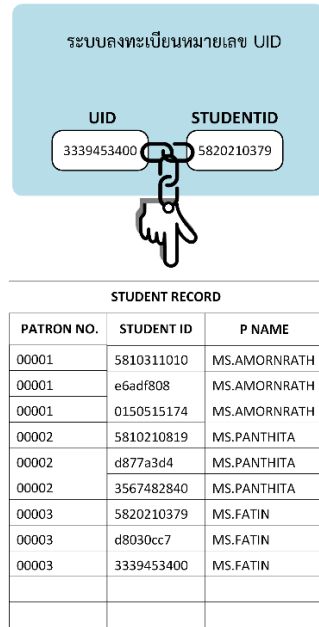 ระบบลงทะเบียนหมายเลข UID
UID STUDENTID
3339453400 5820210379
STUDENT RECORD
PATRON NO. STUDENT ID P NAME
00001 5810311010 MS.AMORNRATH
00001 e6adf808 MS.AMORNRATH
00001 0150515174 MS.AMORNRATH
00002 5810210819 MS.PANTHITA
00002 d877a3d4 MS.PANTHITA
00002 3567482840 MS.PANTHITA
00003 5820210379 MS.FATIN
00003 d8030cc7 MS.FATIN
00003 3339453400 MS.FATIN